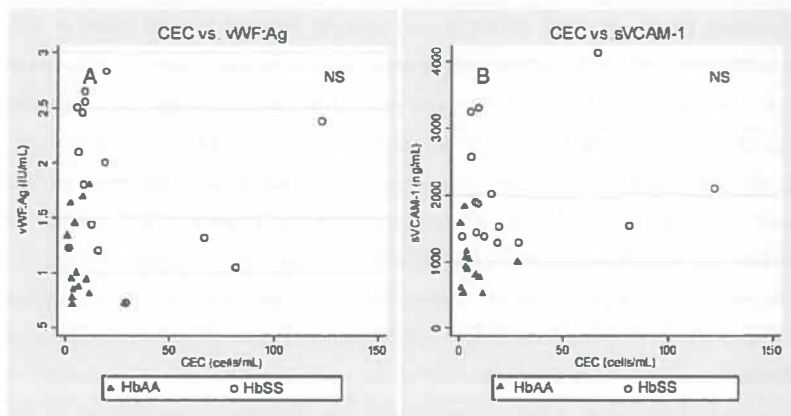 CEC vs. vWF:Ag
A
NS
3
2.5
2
1.5
1
.5
vWF:Ag (IU/mL)
0
50
100
150
CEC (cells/mL)
HbAA
HbSS
CEC vs sVCAM-1
B
NS
4000
3000
2000
1000
0
sVCAM-1 (ng/mL)
0
50
100
150
CEC (cells/mL)
HbAA
HbSS